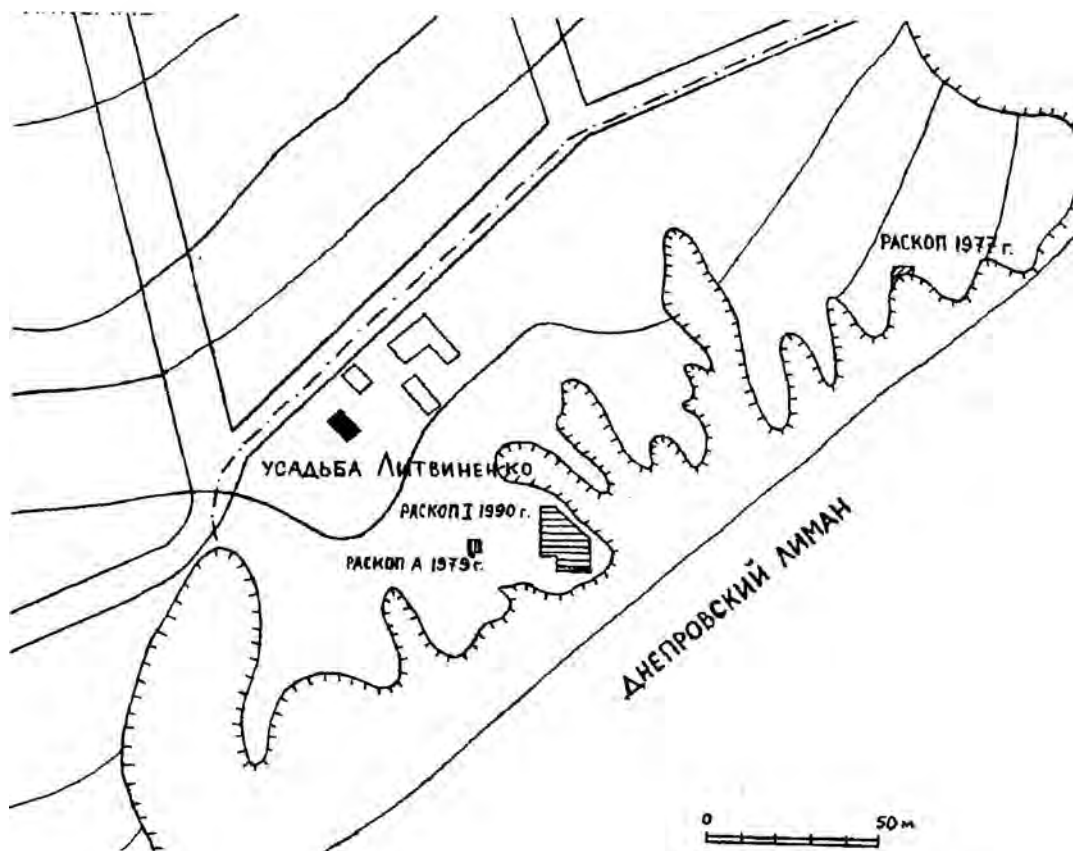 РАСКОП 1977 г.
УСАДЬБА ЛИТВИНЕНКО
РАСКОП I 1990 г.
РАСКОП А 1979 г.
ДНЕПРОВСКИЙ ЛИМАН
0 50 м